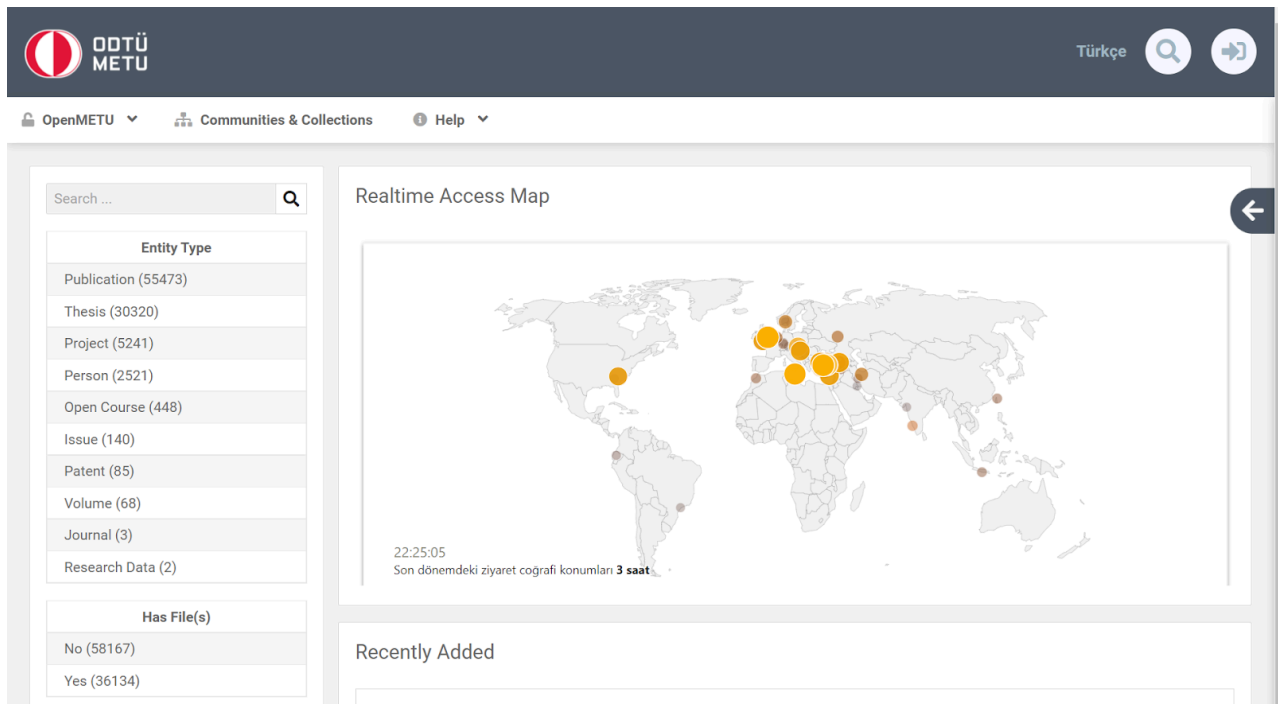 ODTÜ
METU
Türkçe
OpenMETU
Communities & Collections
Help
Search ...
Entity Type
Publication (55473)
Thesis (30320)
Project (5241)
Person (2521)
Open Course (448)
Issue (140)
Patent (85)
Volume (68)
Journal (3)
Research Data (2)
Has File(s)
No (58167)
Yes (36134)
Realtime Access Map
22:25:05
Son dönemdeki ziyaret coğrafi konumları 3 saat
Recently Added